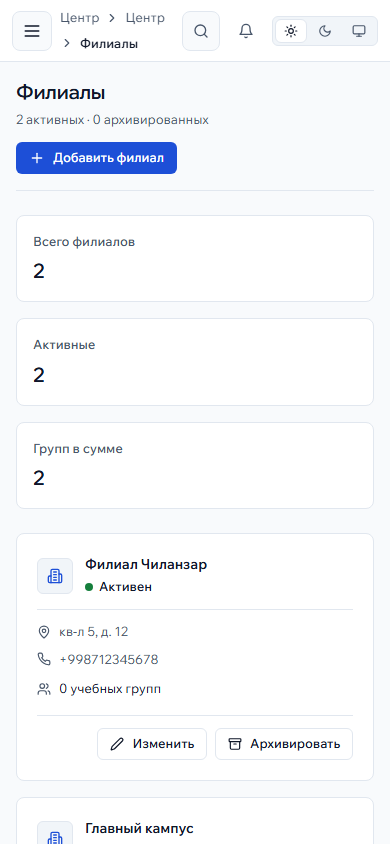 Центр > Центр
> Филиалы
Филиалы
2 активных · 0 архивированных
+ Добавить филиал
Всего филиалов
2
Активные
2
Групп в сумме
2
Филиал Чиланзар
Активен
кв-л 5, д. 12
+998712345678
0 учебных групп
Изменить
Архивировать
Главный кампус